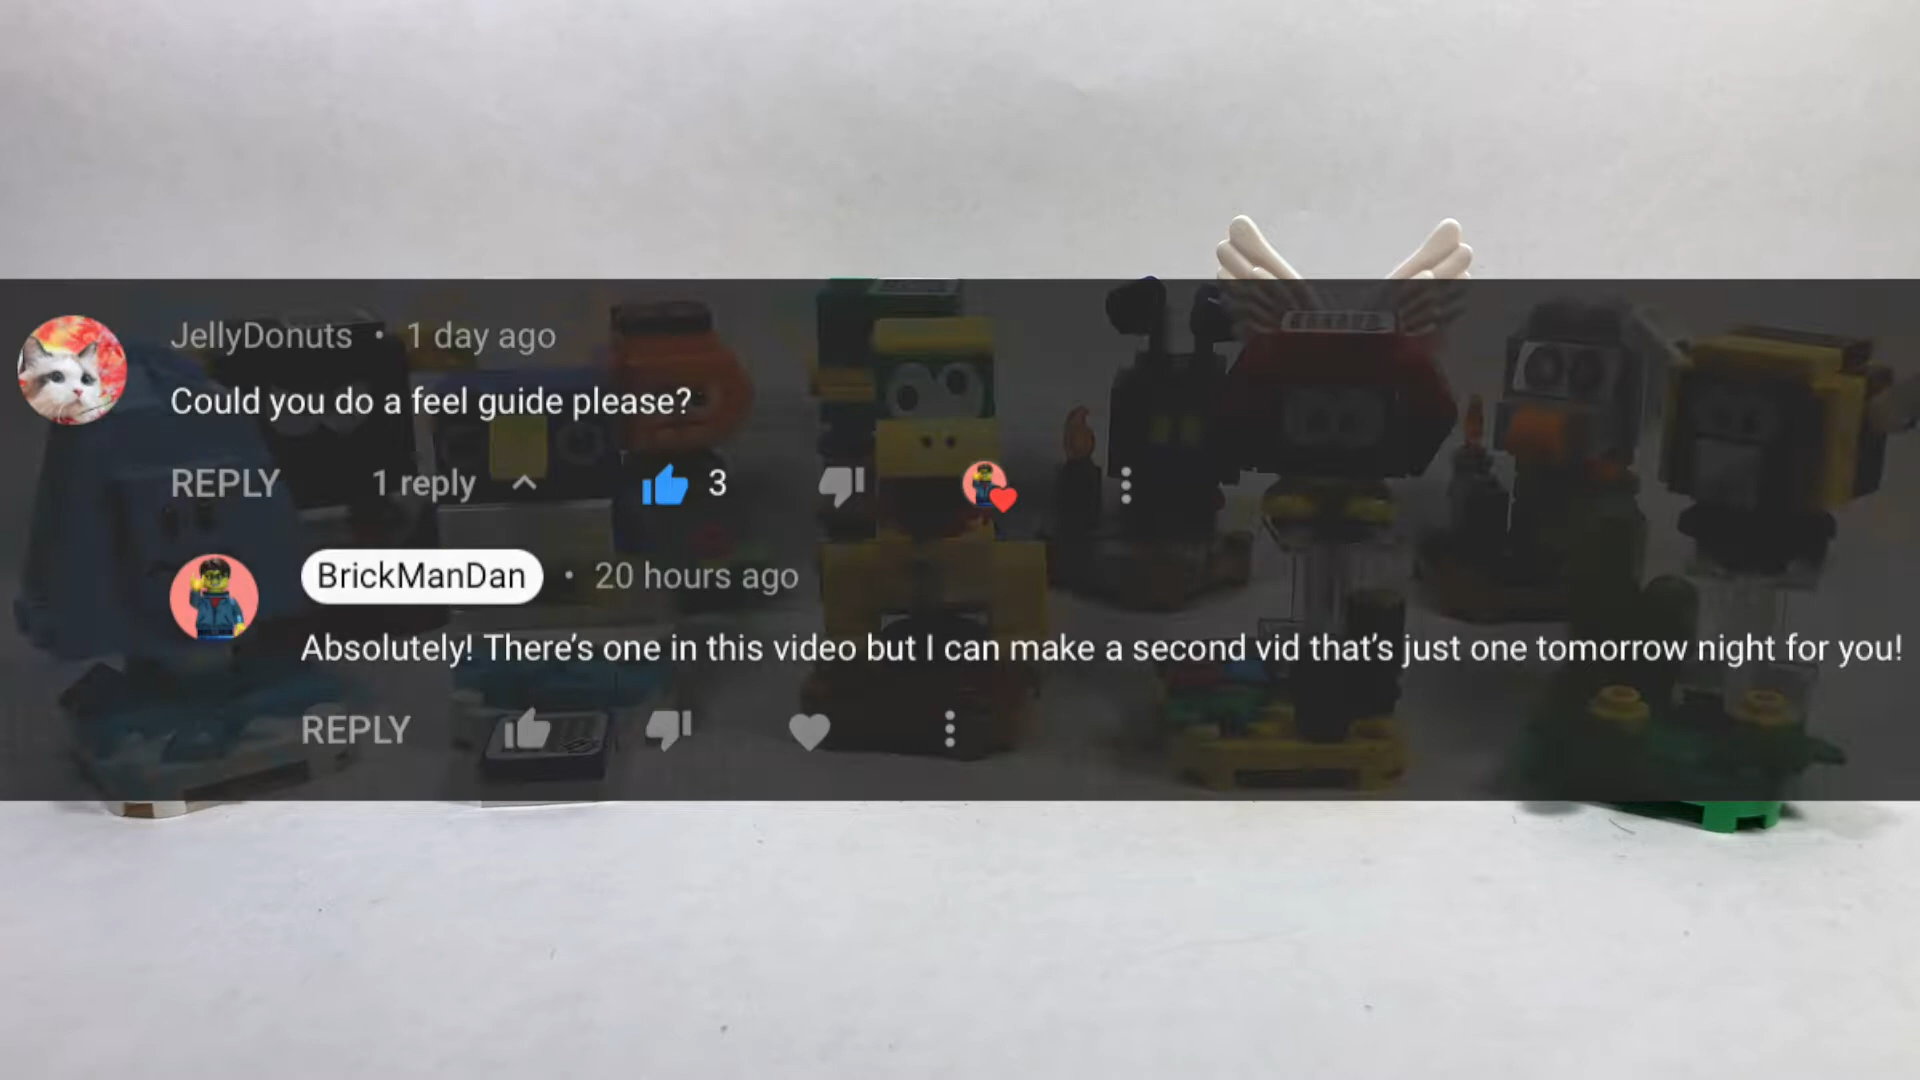 JellyDonuts • 1 day ago
Could you do a feel guide please?
REPLY 1 reply 3
BrickManDan • 20 hours ago
Absolutely! There's one in this video but I can make a second vid that's just one tomorrow night for you!
REPLY